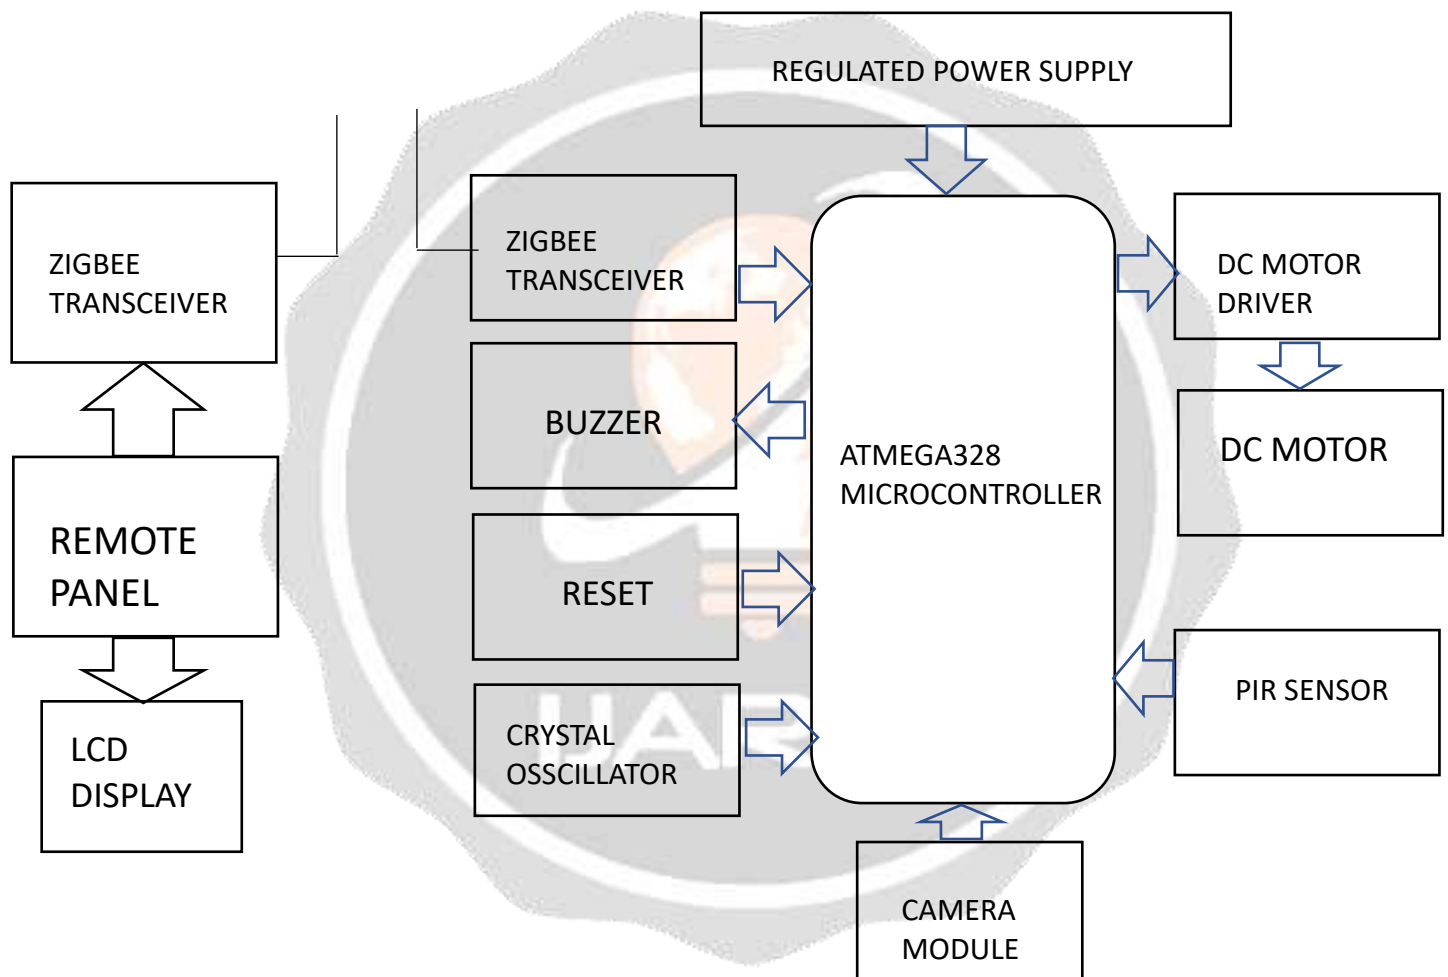 REGULATED POWER SUPPLY
ZIGBEE
TRANSCEIVER
ZIGBEE
TRANSCEIVER
DC MOTOR
DRIVER
BUZZER
DC MOTOR
ATMEGA328
MICROCONTROLLER
REMOTE
PANEL
RESET
PIR SENSOR
LCD
DISPLAY
CRYSTAL
OSSCILLATOR
CAMERA
MODULE